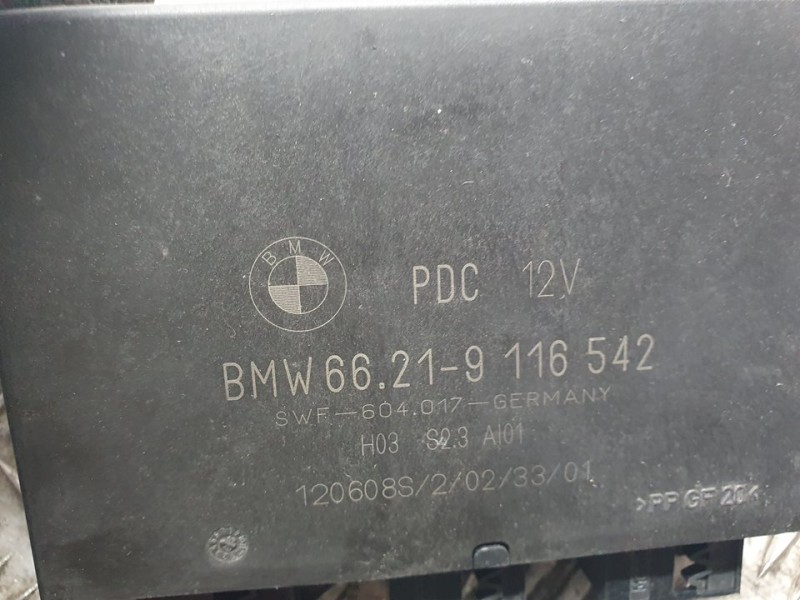 BMW
PDC 12V
BMW 66.21-9 116 542
SWF-604.017-GERMANY
H03 S2.3 AI01
120608S/2/02/33/01
>PP GF 20<